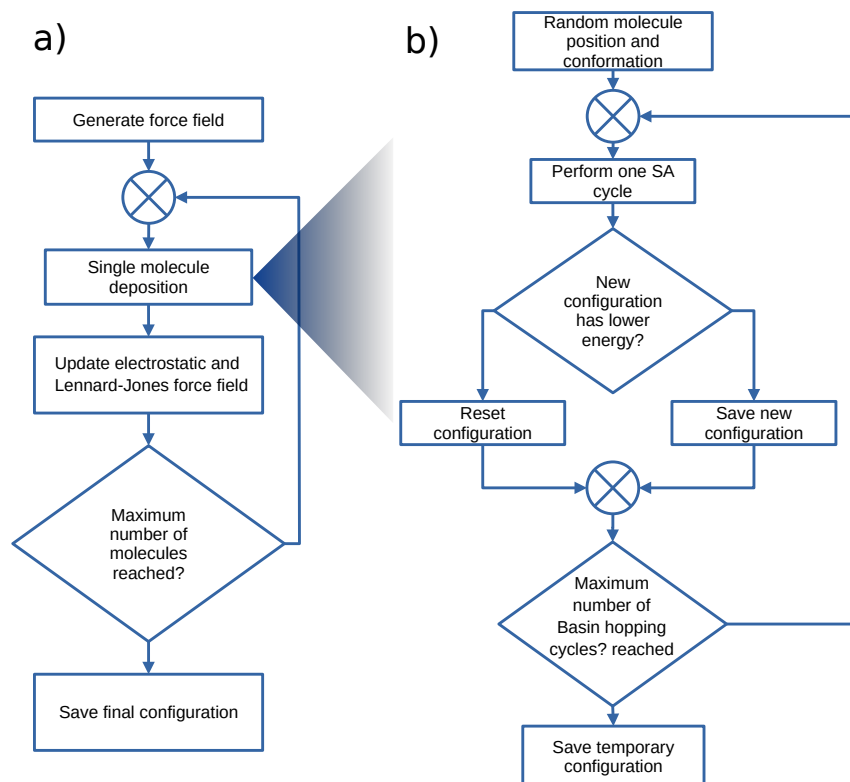 a)
Generate force field
Single molecule
deposition
Update electrostatic and
Lennard-Jones force field
Maximum
number of
molecules
reached?
Save final configuration
b)
Random molecule
position and
conformation
Perform one SA
cycle
New
configuration
has lower
energy?
Reset
configuration
Save new
configuration
Maximum
number of
Basin hopping
cycles? reached
Save temporary
configuration